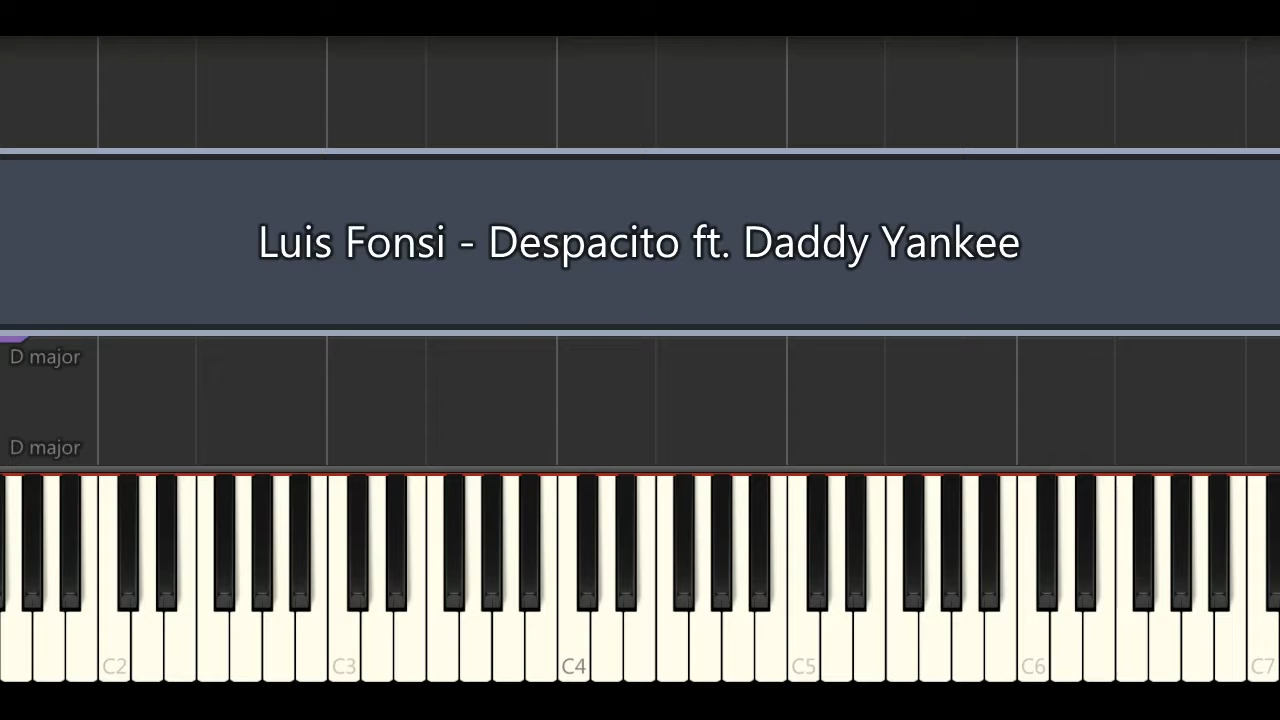 Luis Fonsi - Despacito ft. Daddy Yankee
D major
D major
C2 C3 C4 C5 C6 C7